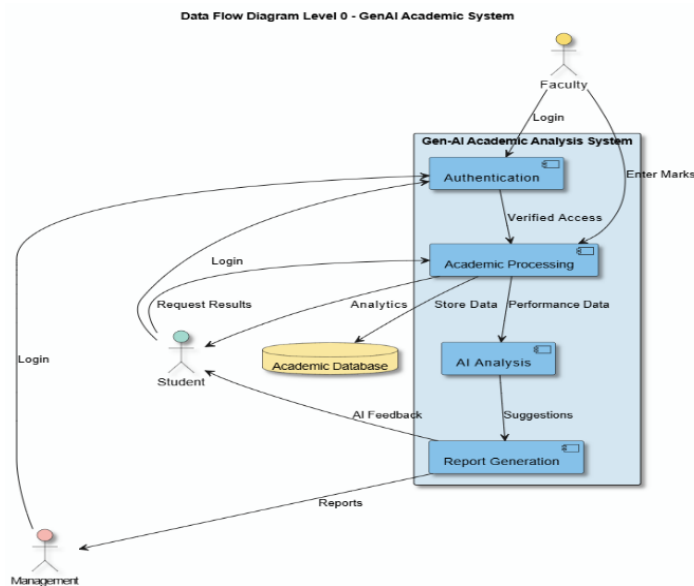 Data Flow Diagram Level 0 - GenAI Academic System
Faculty
Login
Gen-AI Academic Analysis System
Authentication
Enter Marks
Verified Access
Login
Academic Processing
Request Results
Analytics
Store Data
Performance Data
Login
Student
Academic Database
AI Analysis
AI Feedback
Suggestions
Report Generation
Reports
Management